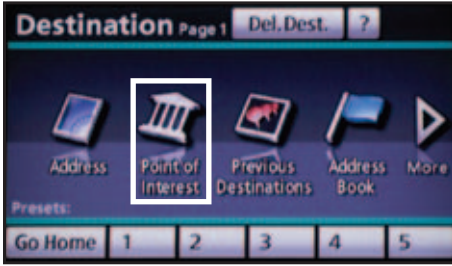 Destination Page 1 Del. Dest. ?
Address Point of Interest Previous Destinations Address Book More
Presets:
Go Home 1 2 3 4 5